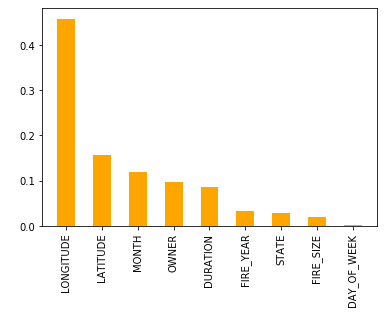 0.4
0.3
0.2
0.1
0.0
LONGITUDE
LATITUDE
MONTH
OWNER
DURATION
FIRE_YEAR
STATE
FIRE_SIZE
DAY_OF_WEEK